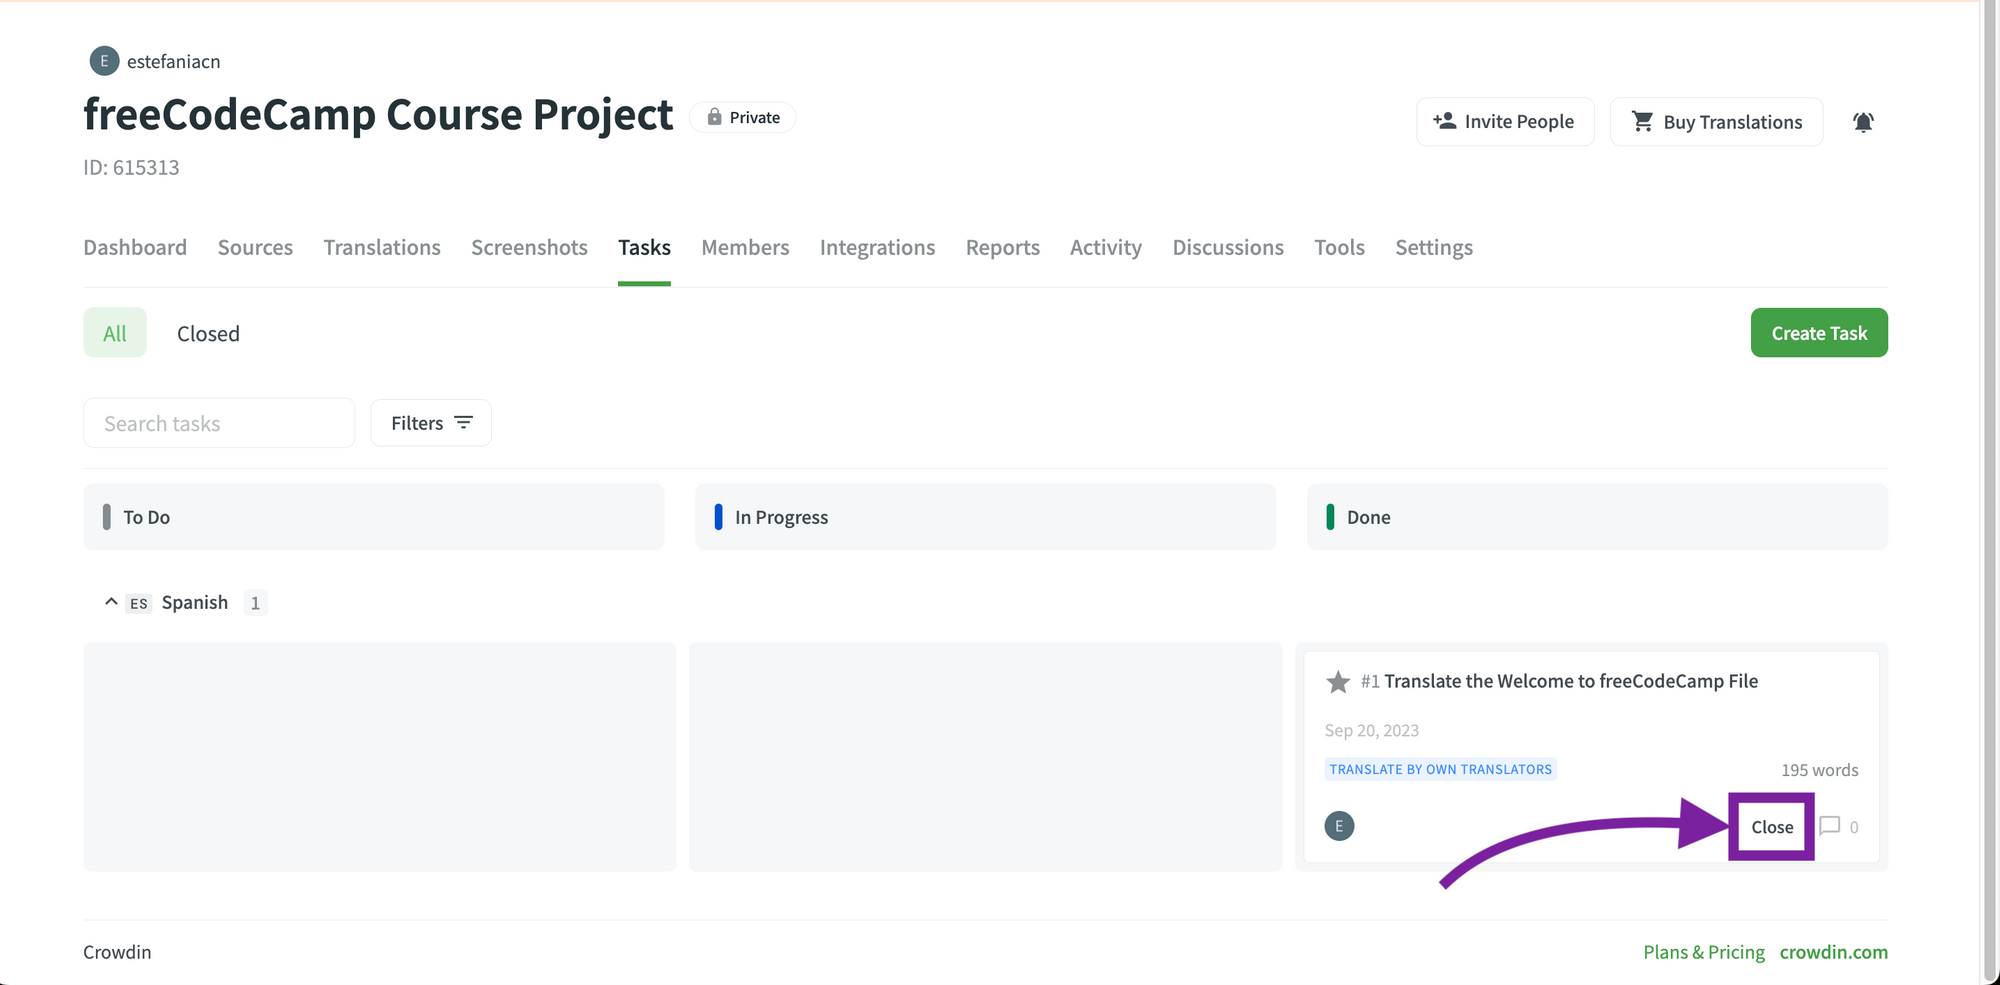 E estefaniacn
freeCodeCamp Course Project Private
Invite People Buy Translations
ID: 615313
Dashboard Sources Translations Screenshots Tasks Members Integrations Reports Activity Discussions Tools Settings
All Closed Create Task
Search tasks Filters
To Do In Progress Done
ES Spanish 1
#1 Translate the Welcome to freeCodeCamp File
Sep 20, 2023
TRANSLATE BY OWN TRANSLATORS 195 words
E Close 0
Crowdin Plans & Pricing crowdin.com